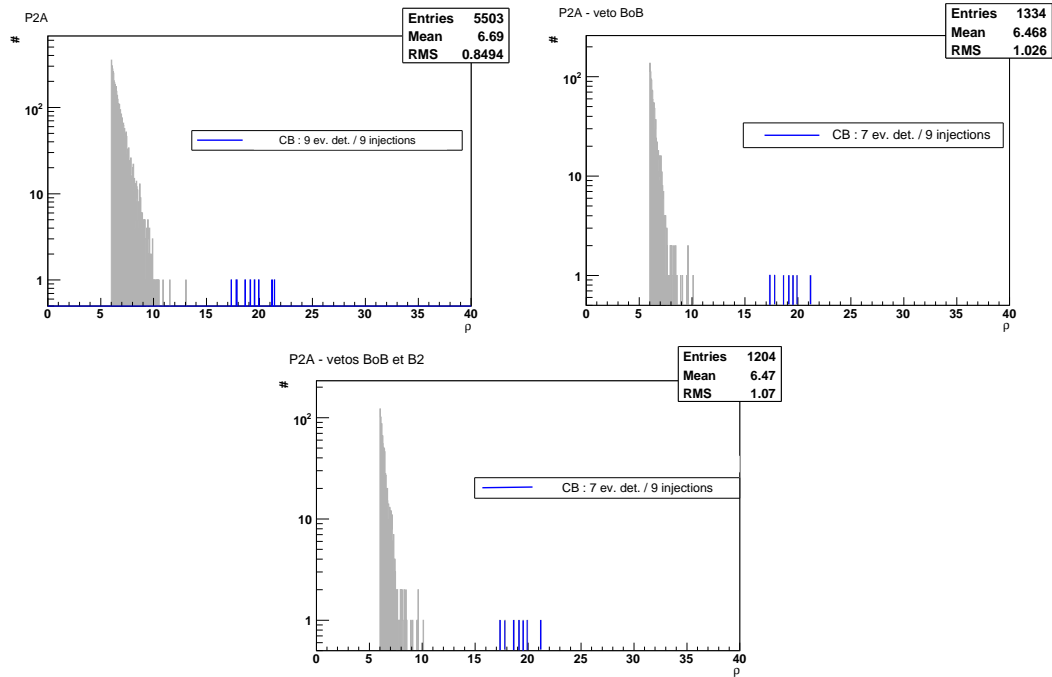 P2A
Entries 5503
Mean 6.69
RMS 0.8494
#
10²
10
1
CB : 9 ev. det. / 9 injections
0 5 10 15 20 25 30 35 40
ρ
P2A - veto BoB
Entries 1334
Mean 6.468
RMS 1.026
#
10²
10
1
CB : 7 ev. det. / 9 injections
0 5 10 15 20 25 30 35 40
ρ
P2A - vetos BoB et B2
Entries 1204
Mean 6.47
RMS 1.07
#
10²
10
1
CB : 7 ev. det. / 9 injections
0 5 10 15 20 25 30 35 40
ρ